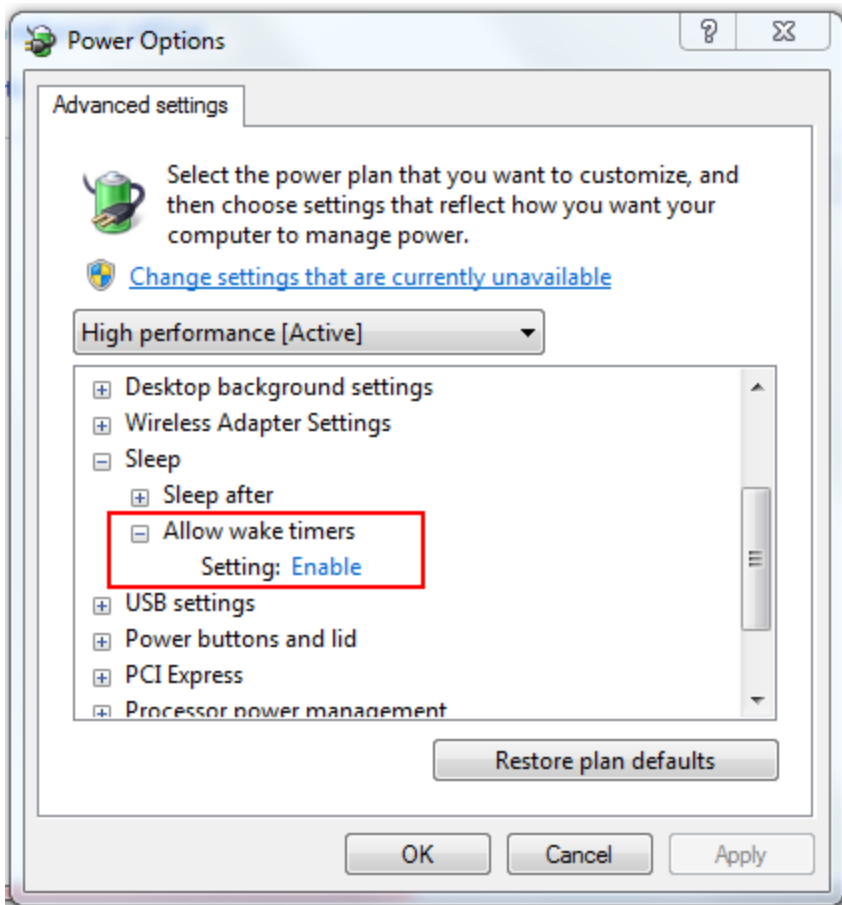 Power Options
Advanced settings
Select the power plan that you want to customize, and
then choose settings that reflect how you want your
computer to manage power.
Change settings that are currently unavailable
High performance [Active]
Desktop background settings
Wireless Adapter Settings
Sleep
Sleep after
Allow wake timers
Setting: Enable
USB settings
Power buttons and lid
PCI Express
Processor power management
Restore plan defaults
OK Cancel Apply